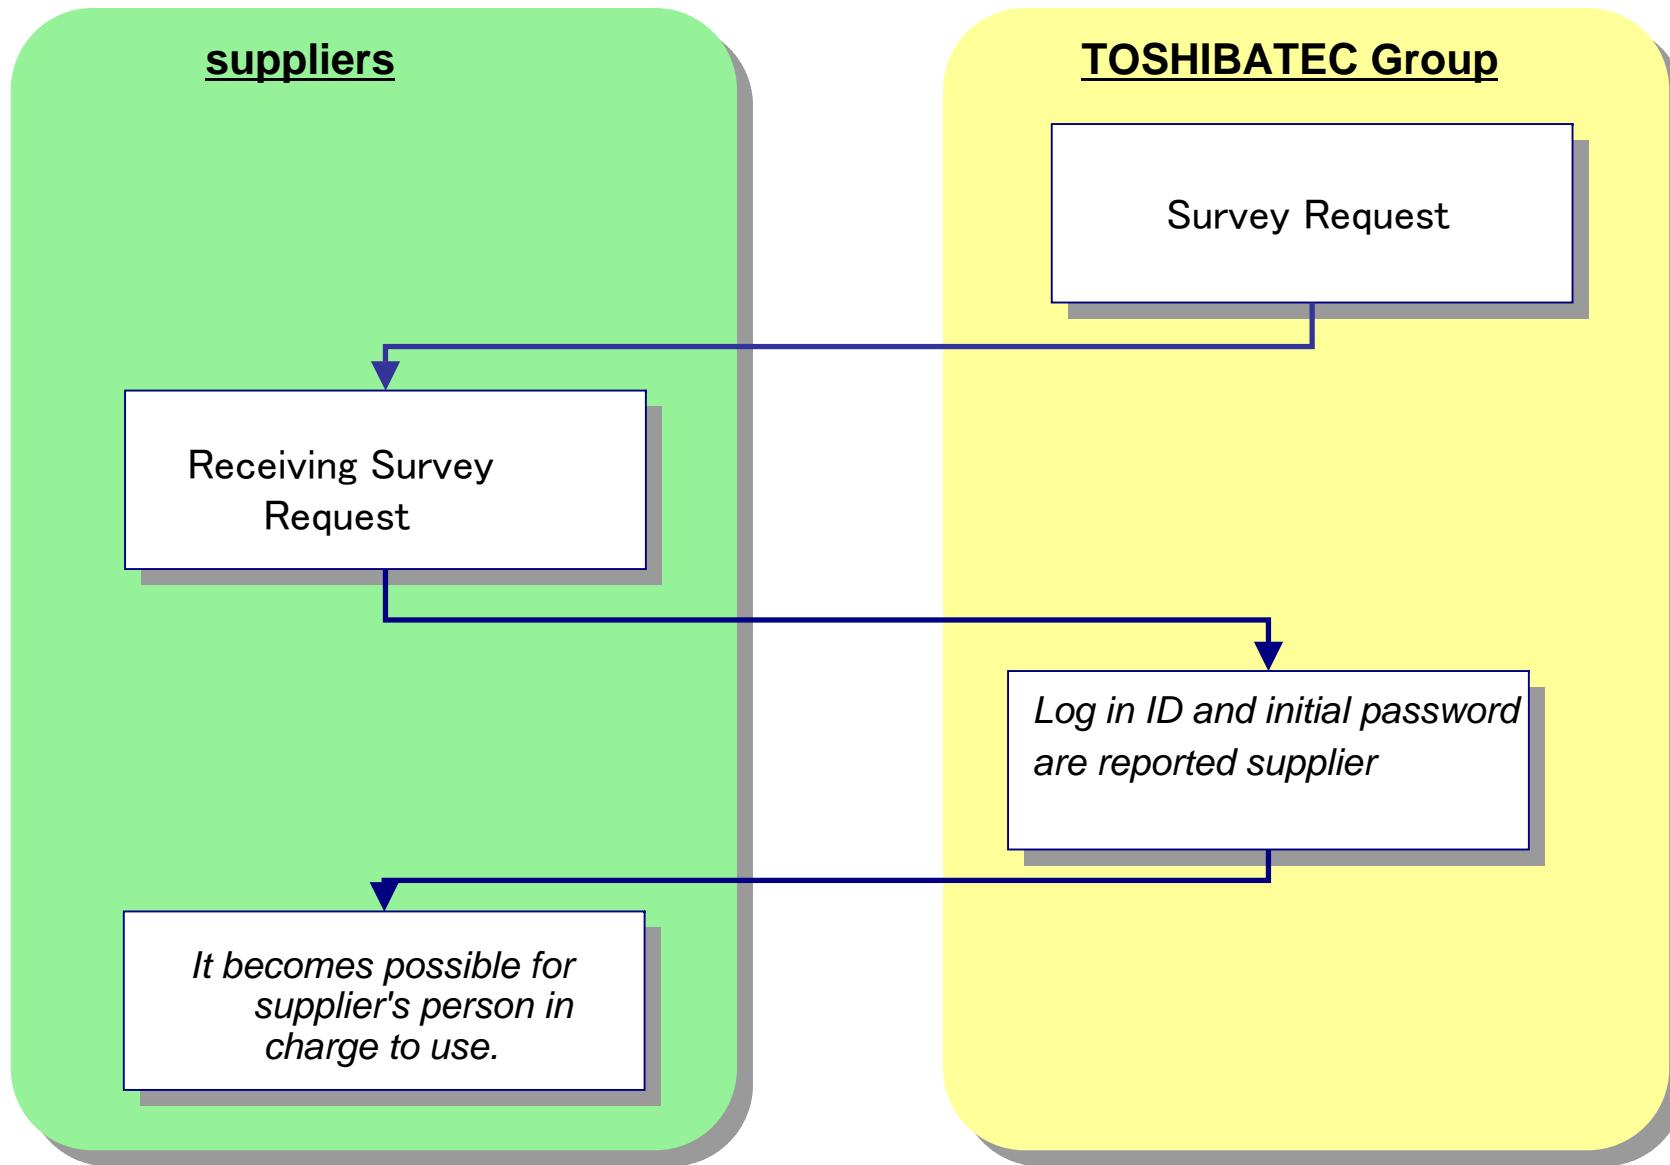 suppliers
TOSHIBATEC Group
Survey Request
Receiving Survey
Request
Log in ID and initial password
are reported supplier
It becomes possible for
supplier's person in
charge to use.